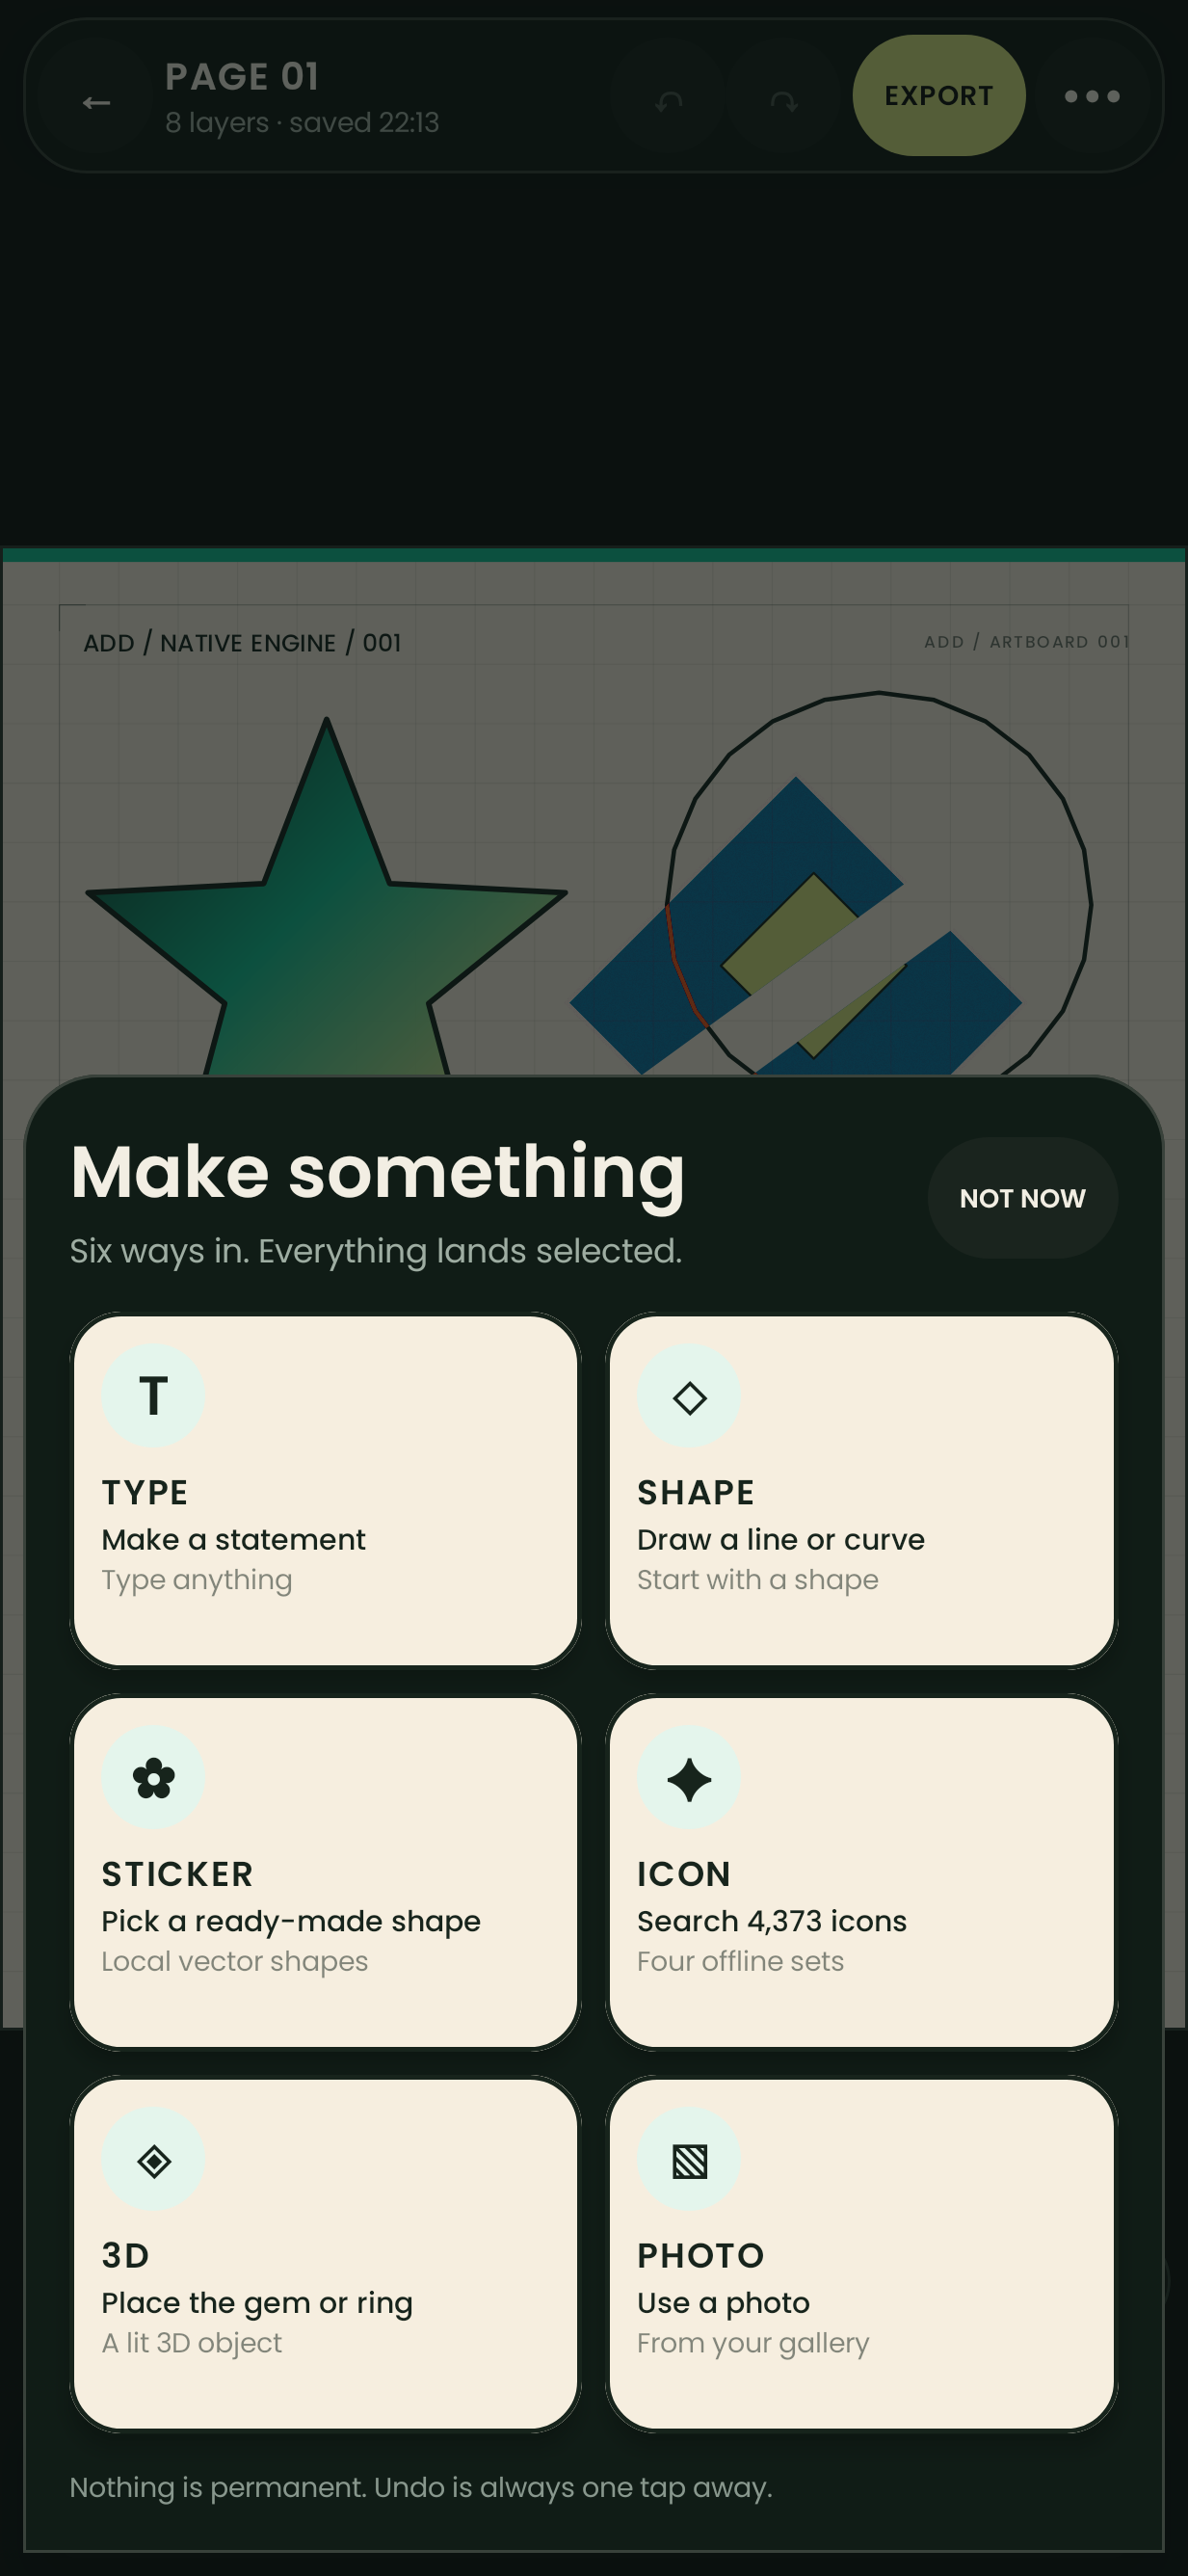 ←
PAGE 01
8 layers · saved 22:13
EXPORT
ADD / NATIVE ENGINE / 001
ADD / ARTBOARD 001
Make something
Six ways in. Everything lands selected.
NOT NOW
T
TYPE
Make a statement
Type anything
SHAPE
Draw a line or curve
Start with a shape
STICKER
Pick a ready-made shape
Local vector shapes
ICON
Search 4,373 icons
Four offline sets
3D
Place the gem or ring
A lit 3D object
PHOTO
Use a photo
From your gallery
Nothing is permanent. Undo is always one tap away.